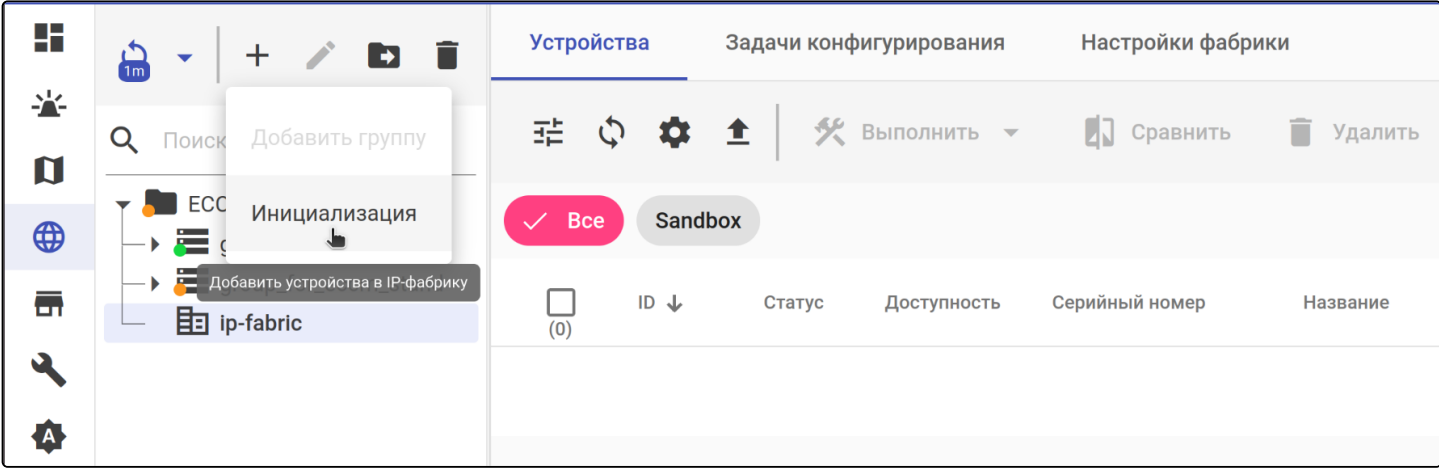 Устройства
Задачи конфигурирования
Настройки фабрики
1m
Добавить группу
Выполнить
Сравнить
Удалить
Поиск
ECC
Инициализация
Все
Sandbox
Добавить устройства в IP-фабрику
ip-fabric
ID
Статус
Доступность
Серийный номер
Название
(0)
A